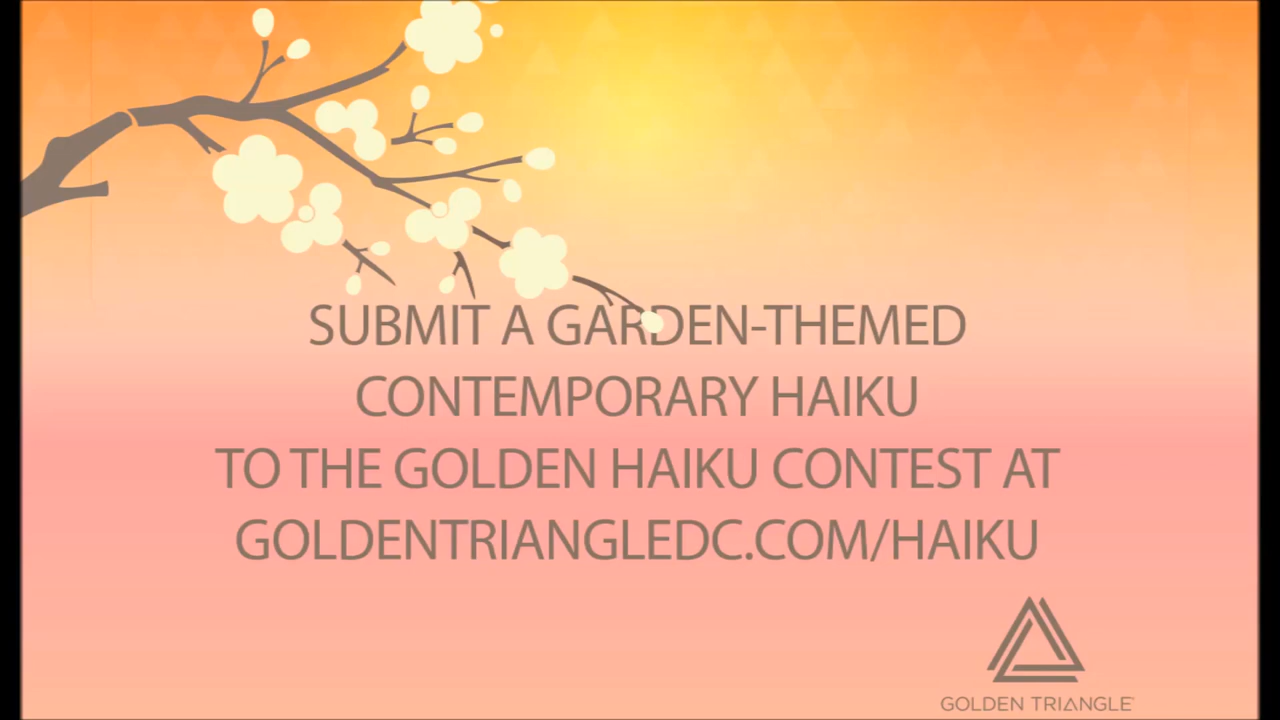 SUBMIT A GARDEN-THEMED
CONTEMPORARY HAIKU
TO THE GOLDEN HAIKU CONTEST AT
GOLDENTRIANGLEDC.COM/HAIKU
GOLDEN TRIANGLE